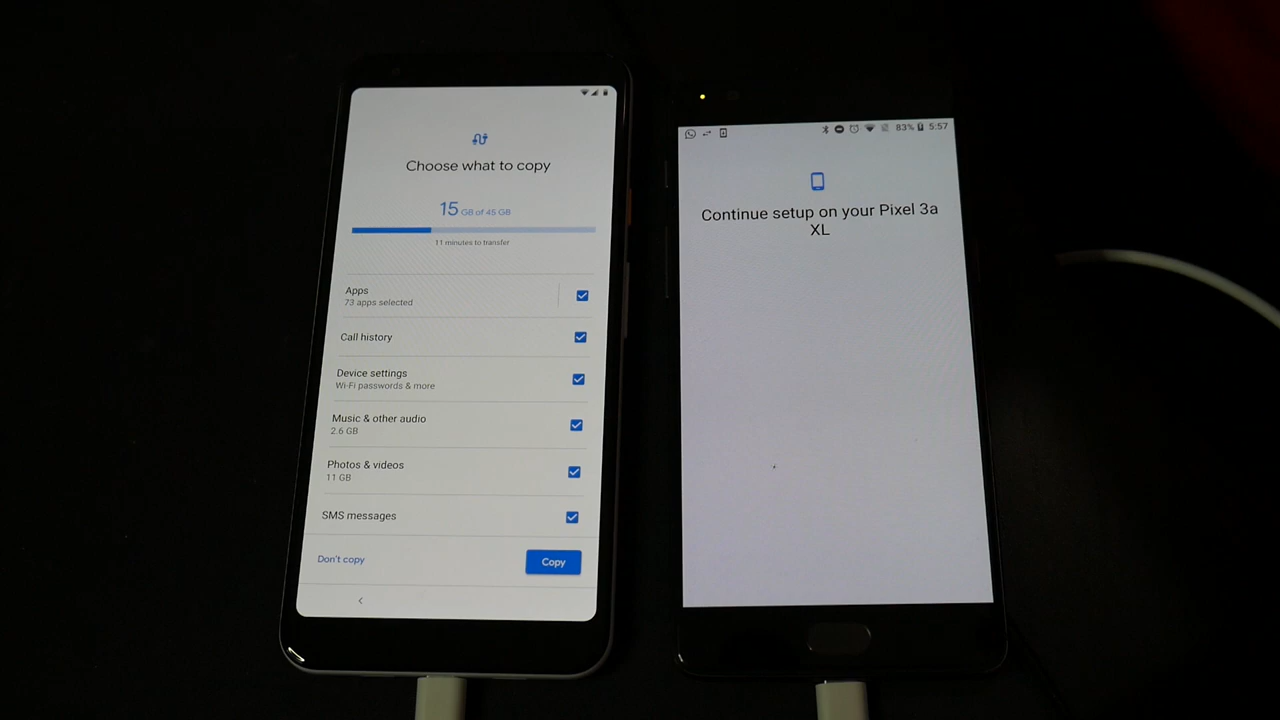 Choose what to copy
15 GB of 45 GB
11 minutes to transfer
Apps
73 apps selected
Call history
Device settings
Wi-Fi passwords & more
Music & other audio
2.6 GB
Photos & videos
11 GB
SMS messages
Don't copy
Copy
83% 5:57
Continue setup on your Pixel 3a
XL